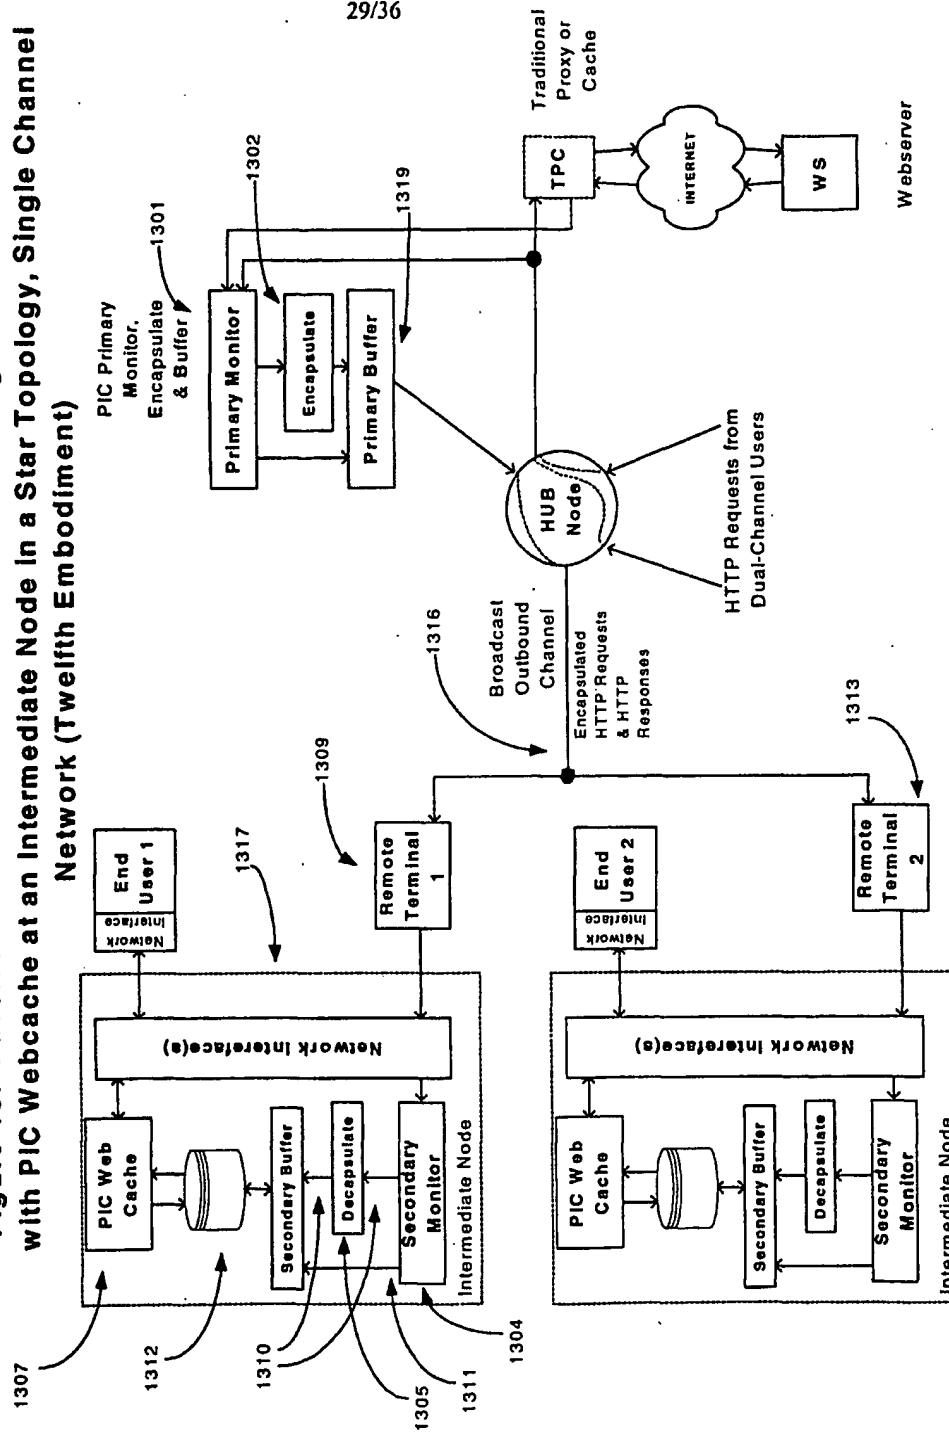 29/36
with PIC Webcache at an Intermediate Node in a Star Topology, Single Channel
Network (Twelfth Embodiment)
PIC Primary
Monitor,
Encapsulate
& Buffer
1301
Primary Monitor
Encapsulate
Primary Buffer
1302
1319
Traditional
Proxy or
Cache
TPC
INTERNET
WS
Webserver
HUB
Node
HTTP Requests from
Dual-Channel Users
Broadcast
Outbound
Channel
1316
Encapsulated
HTTP Requests
& HTTP
Responses
1309
Remote
Terminal
1
1313
Remote
Terminal
2
1317
End
User 1
Network
Interface
Network Intereface(s)
PIC Web
Cache
Secondary Buffer
Decapsulate
Secondary
Monitor
Intermediate Node
1307
1312
1310
1305
1311
1304
End
User 2
Network
Interface
Network Intereface(s)
PIC Web
Cache
Secondary Buffer
Decapsulate
Secondary
Monitor
Intermediate Node